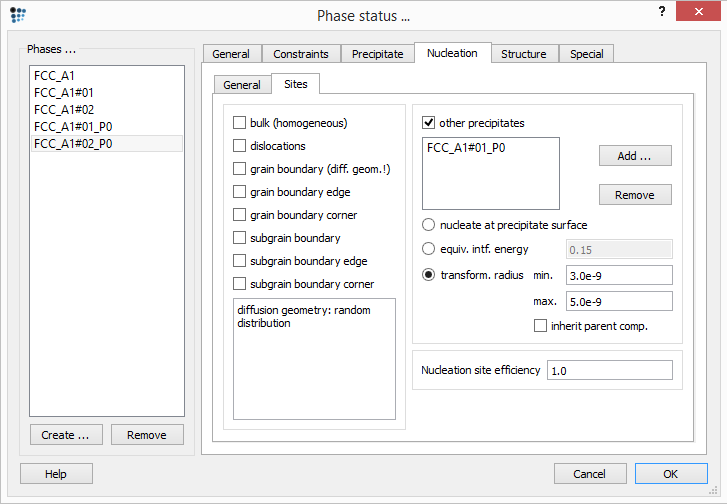 Phase status ...
?
Phases ...
FCC_A1
FCC_A1#01
FCC_A1#02
FCC_A1#01_P0
FCC_A1#02_P0
Create ...
Remove
General
Constraints
Precipitate
Nucleation
Structure
Special
General
Sites
bulk (homogeneous)
dislocations
grain boundary (diff. geom.!)
grain boundary edge
grain boundary corner
subgrain boundary
subgrain boundary edge
subgrain boundary corner
diffusion geometry: random
distribution
other precipitates
FCC_A1#01_P0
Add ...
Remove
nucleate at precipitate surface
equiv. intf. energy
0.15
transform. radius
min.
3.0e-9
max.
5.0e-9
inherit parent comp.
Nucleation site efficiency
1.0
Help
Cancel
OK